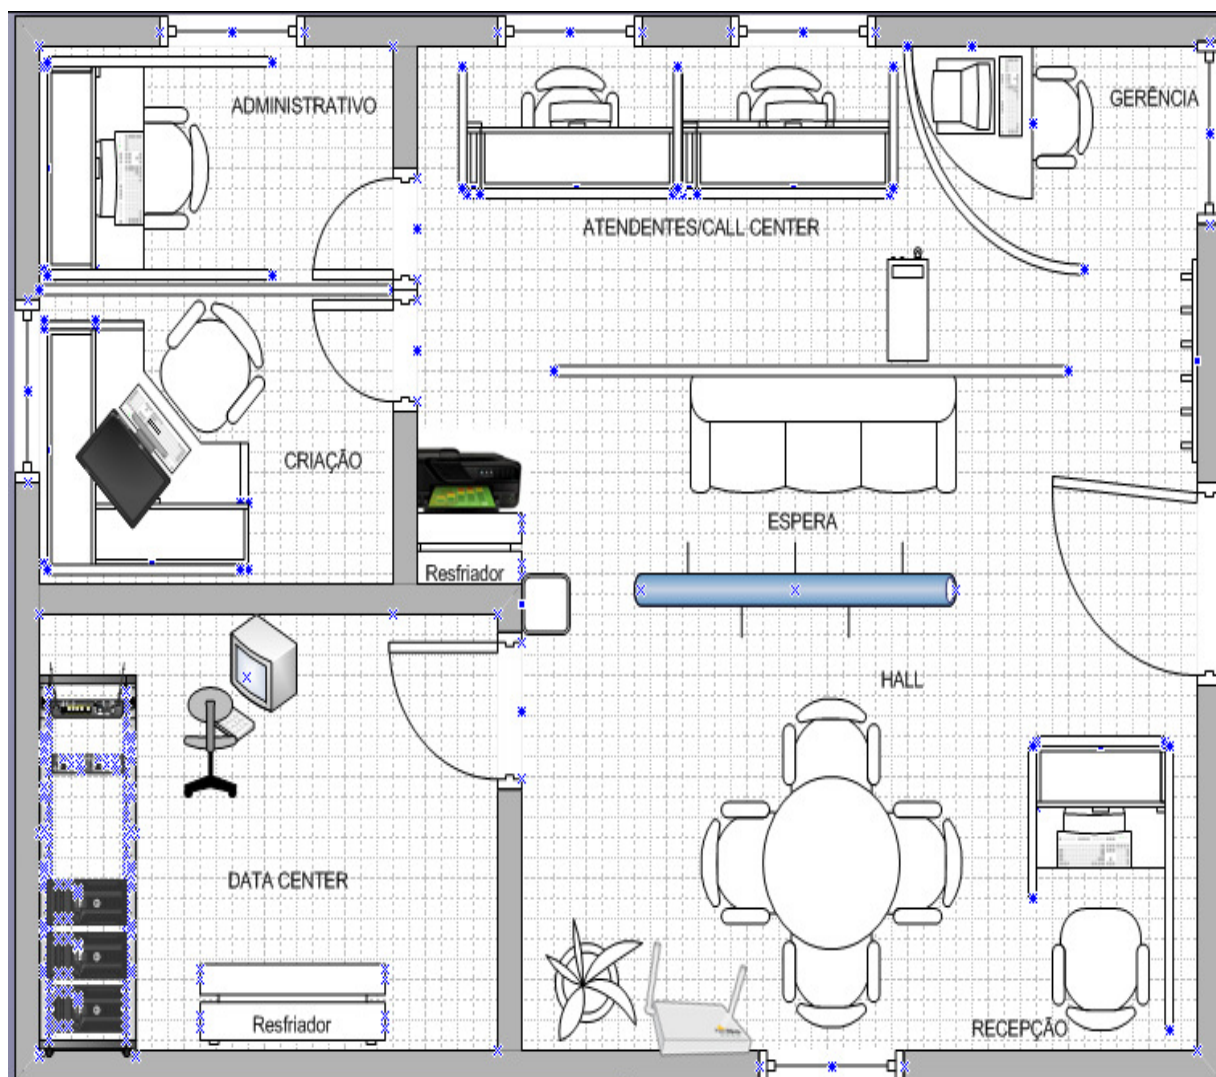 ADMINISTRATIVO
GERÊNCIA
ATENDENTES/CALL CENTER
CRIAÇÃO
ESPERA
Resfriador
HALL
DATA CENTER
Resfriador
RECEPÇÃO